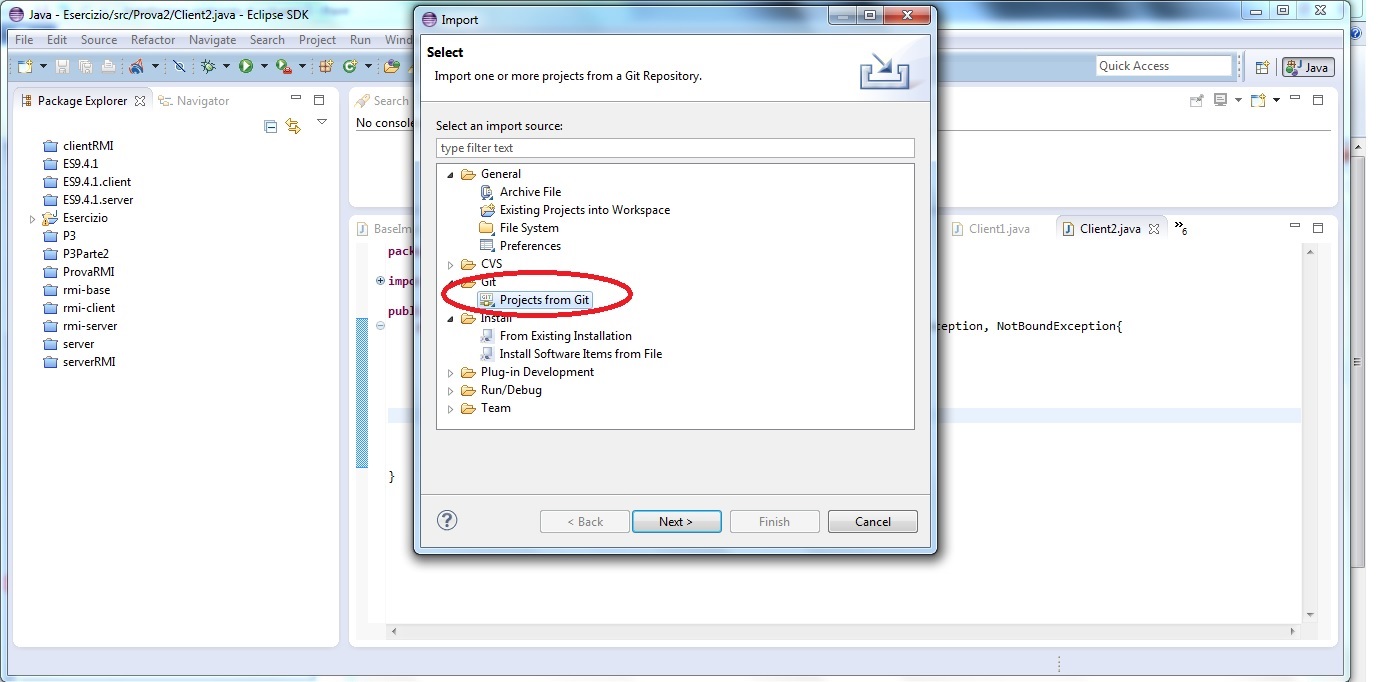 Java - Esercizio/src/Prova2/Client2.java - Eclipse SDK
File Edit Source Refactor Navigate Search Project Run Wind
Quick Access
Java
Package Explorer Navigator
clientRMI
ES9.4.1
ES9.4.1.client
ES9.4.1.server
Esercizio
P3
P3Parte2
ProvaRMI
rmi-base
rmi-client
rmi-server
server
serverRMI
Search
No console
BaseIm
Client1.java
Client2.java
»6
pack
impo
publ
ception, NotBoundException{
}
Import
Select
Import one or more projects from a Git Repository.
Select an import source:
type filter text
General
Archive File
Existing Projects into Workspace
File System
Preferences
CVS
Git
Projects from Git
Install
From Existing Installation
Install Software Items from File
Plug-in Development
Run/Debug
Team
< Back Next > Finish Cancel